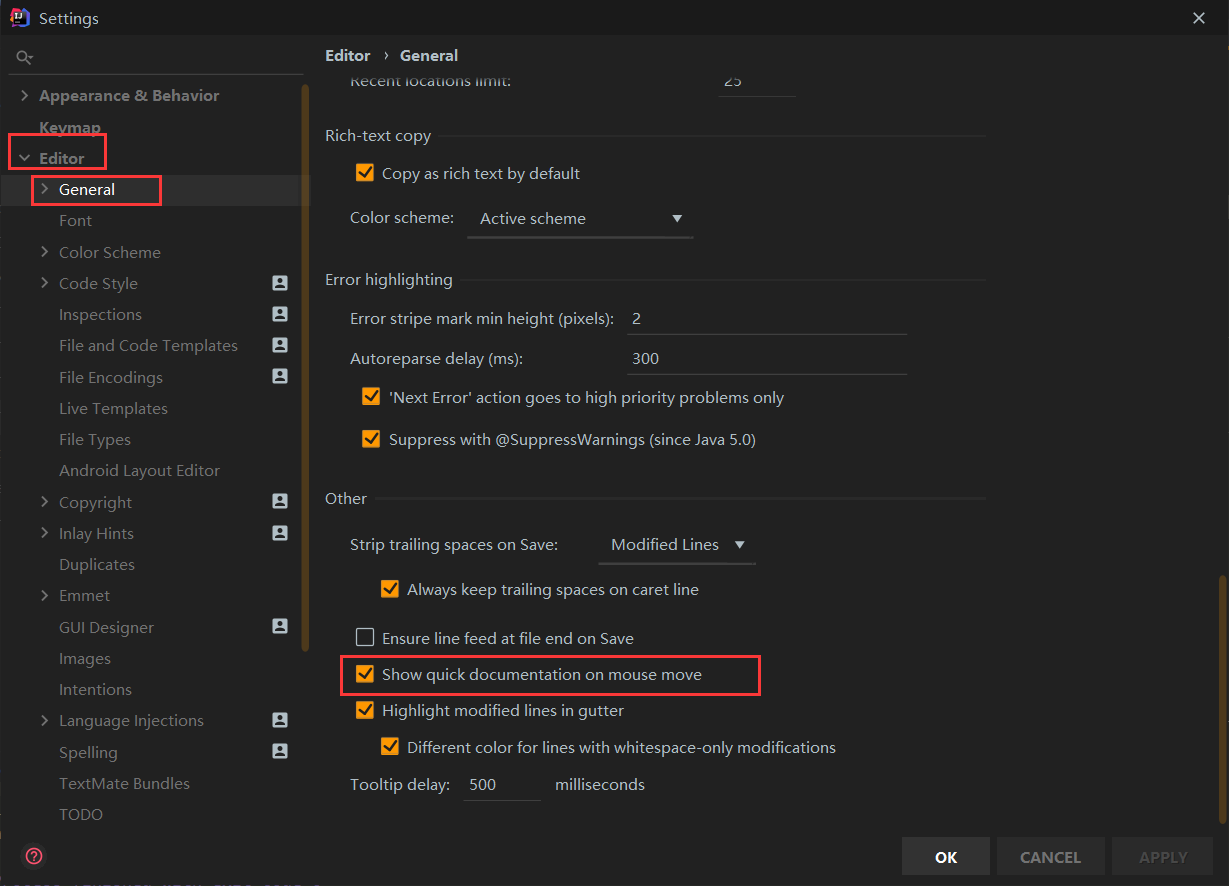 Settings
Appearance & Behavior
Keymap
Editor
General
Font
Color Scheme
Code Style
Inspections
File and Code Templates
File Encodings
Live Templates
File Types
Android Layout Editor
Copyright
Inlay Hints
Duplicates
Emmet
GUI Designer
Images
Intentions
Language Injections
Spelling
TextMate Bundles
TODO
Editor › General
Recent locations limit: 25
Rich-text copy
Copy as rich text by default
Color scheme: Active scheme
Error highlighting
Error stripe mark min height (pixels): 2
Autoreparse delay (ms): 300
'Next Error' action goes to high priority problems only
Suppress with @SuppressWarnings (since Java 5.0)
Other
Strip trailing spaces on Save: Modified Lines
Always keep trailing spaces on caret line
Ensure line feed at file end on Save
Show quick documentation on mouse move
Highlight modified lines in gutter
Different color for lines with whitespace-only modifications
Tooltip delay: 500 milliseconds
OK CANCEL APPLY